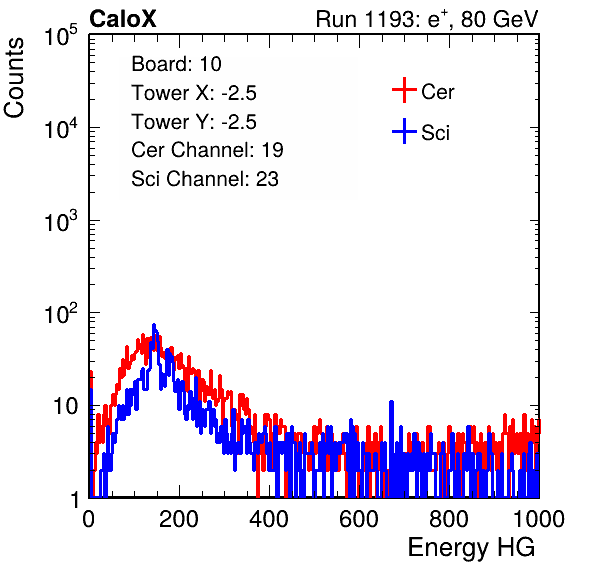 CaloX Run 1193: e⁺, 80 GeV
Counts
Board: 10
Tower X: -2.5
Tower Y: -2.5
Cer Channel: 19
Sci Channel: 23
Cer
Sci
10⁵
10⁴
10³
10²
10
1
0 200 400 600 800 1000
Energy HG